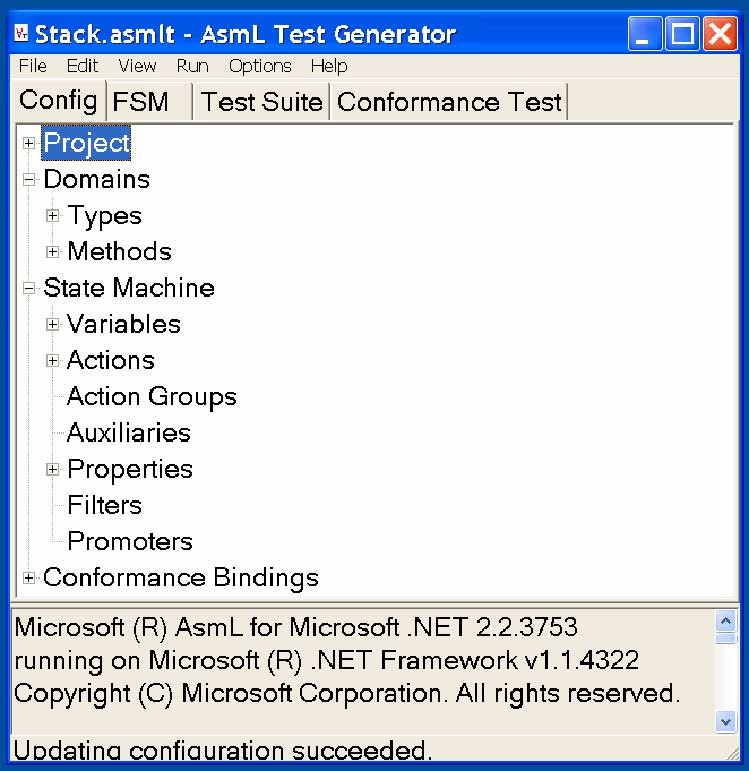 Stack.asmlt - AsmL Test Generator
File Edit View Run Options Help
Config FSM Test Suite Conformance Test
Project
Domains
Types
Methods
State Machine
Variables
Actions
Action Groups
Auxiliaries
Properties
Filters
Promoters
Conformance Bindings
Microsoft (R) AsmL for Microsoft .NET 2.2.3753
running on Microsoft (R) .NET Framework v1.1.4322
Copyright (C) Microsoft Corporation. All rights reserved.
Updating configuration succeeded.